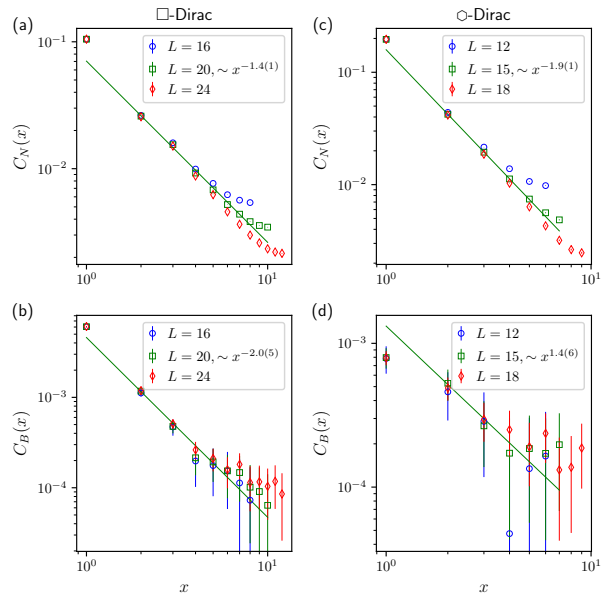 □-Dirac
⬡-Dirac
(a)
10⁻¹
10⁻²
C_N(x)
10⁰
10¹
L = 16
L = 20, ~ x^{-1.4(1)}
L = 24
(c)
10⁻¹
10⁻²
C_N(x)
10⁰
L = 12
L = 15, ~ x^{-1.9(1)}
L = 18
(b)
10⁻³
10⁻⁴
C_B(x)
10⁰
10¹
x
L = 16
L = 20, ~ x^{-2.0(5)}
L = 24
(d)
10⁻³
10⁻⁴
C_B(x)
10⁰
x
L = 12
L = 15, ~ x^{1.4(6)}
L = 18